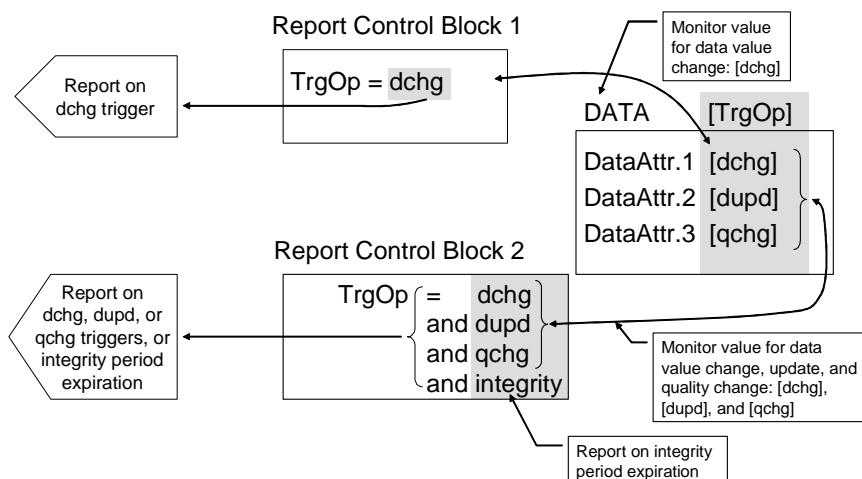 Report Control Block 1
TrgOp = dchg
Report on
dchg trigger
Monitor value
for data value
change: [dchg]
DATA [TrgOp]
DataAttr.1 [dchg]
DataAttr.2 [dupd]
DataAttr.3 [qchg]
Report Control Block 2
TrgOp = dchg
and dupd
and qchg
and integrity
Report on
dchg, dupd, or
qchg triggers, or
integrity period
expiration
Monitor value for data
value change, update, and
quality change: [dchg],
[dupd], and [qchg]
Report on integrity
period expiration